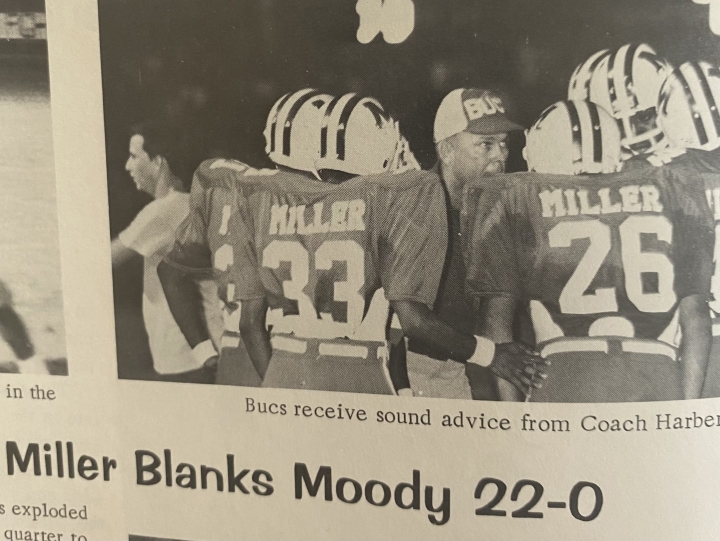 BUC
MILLER
33
MILLER
26
in the
Bucs receive sound advice from Coach
Miller Blanks Moody 22-0
exploded
quarter to